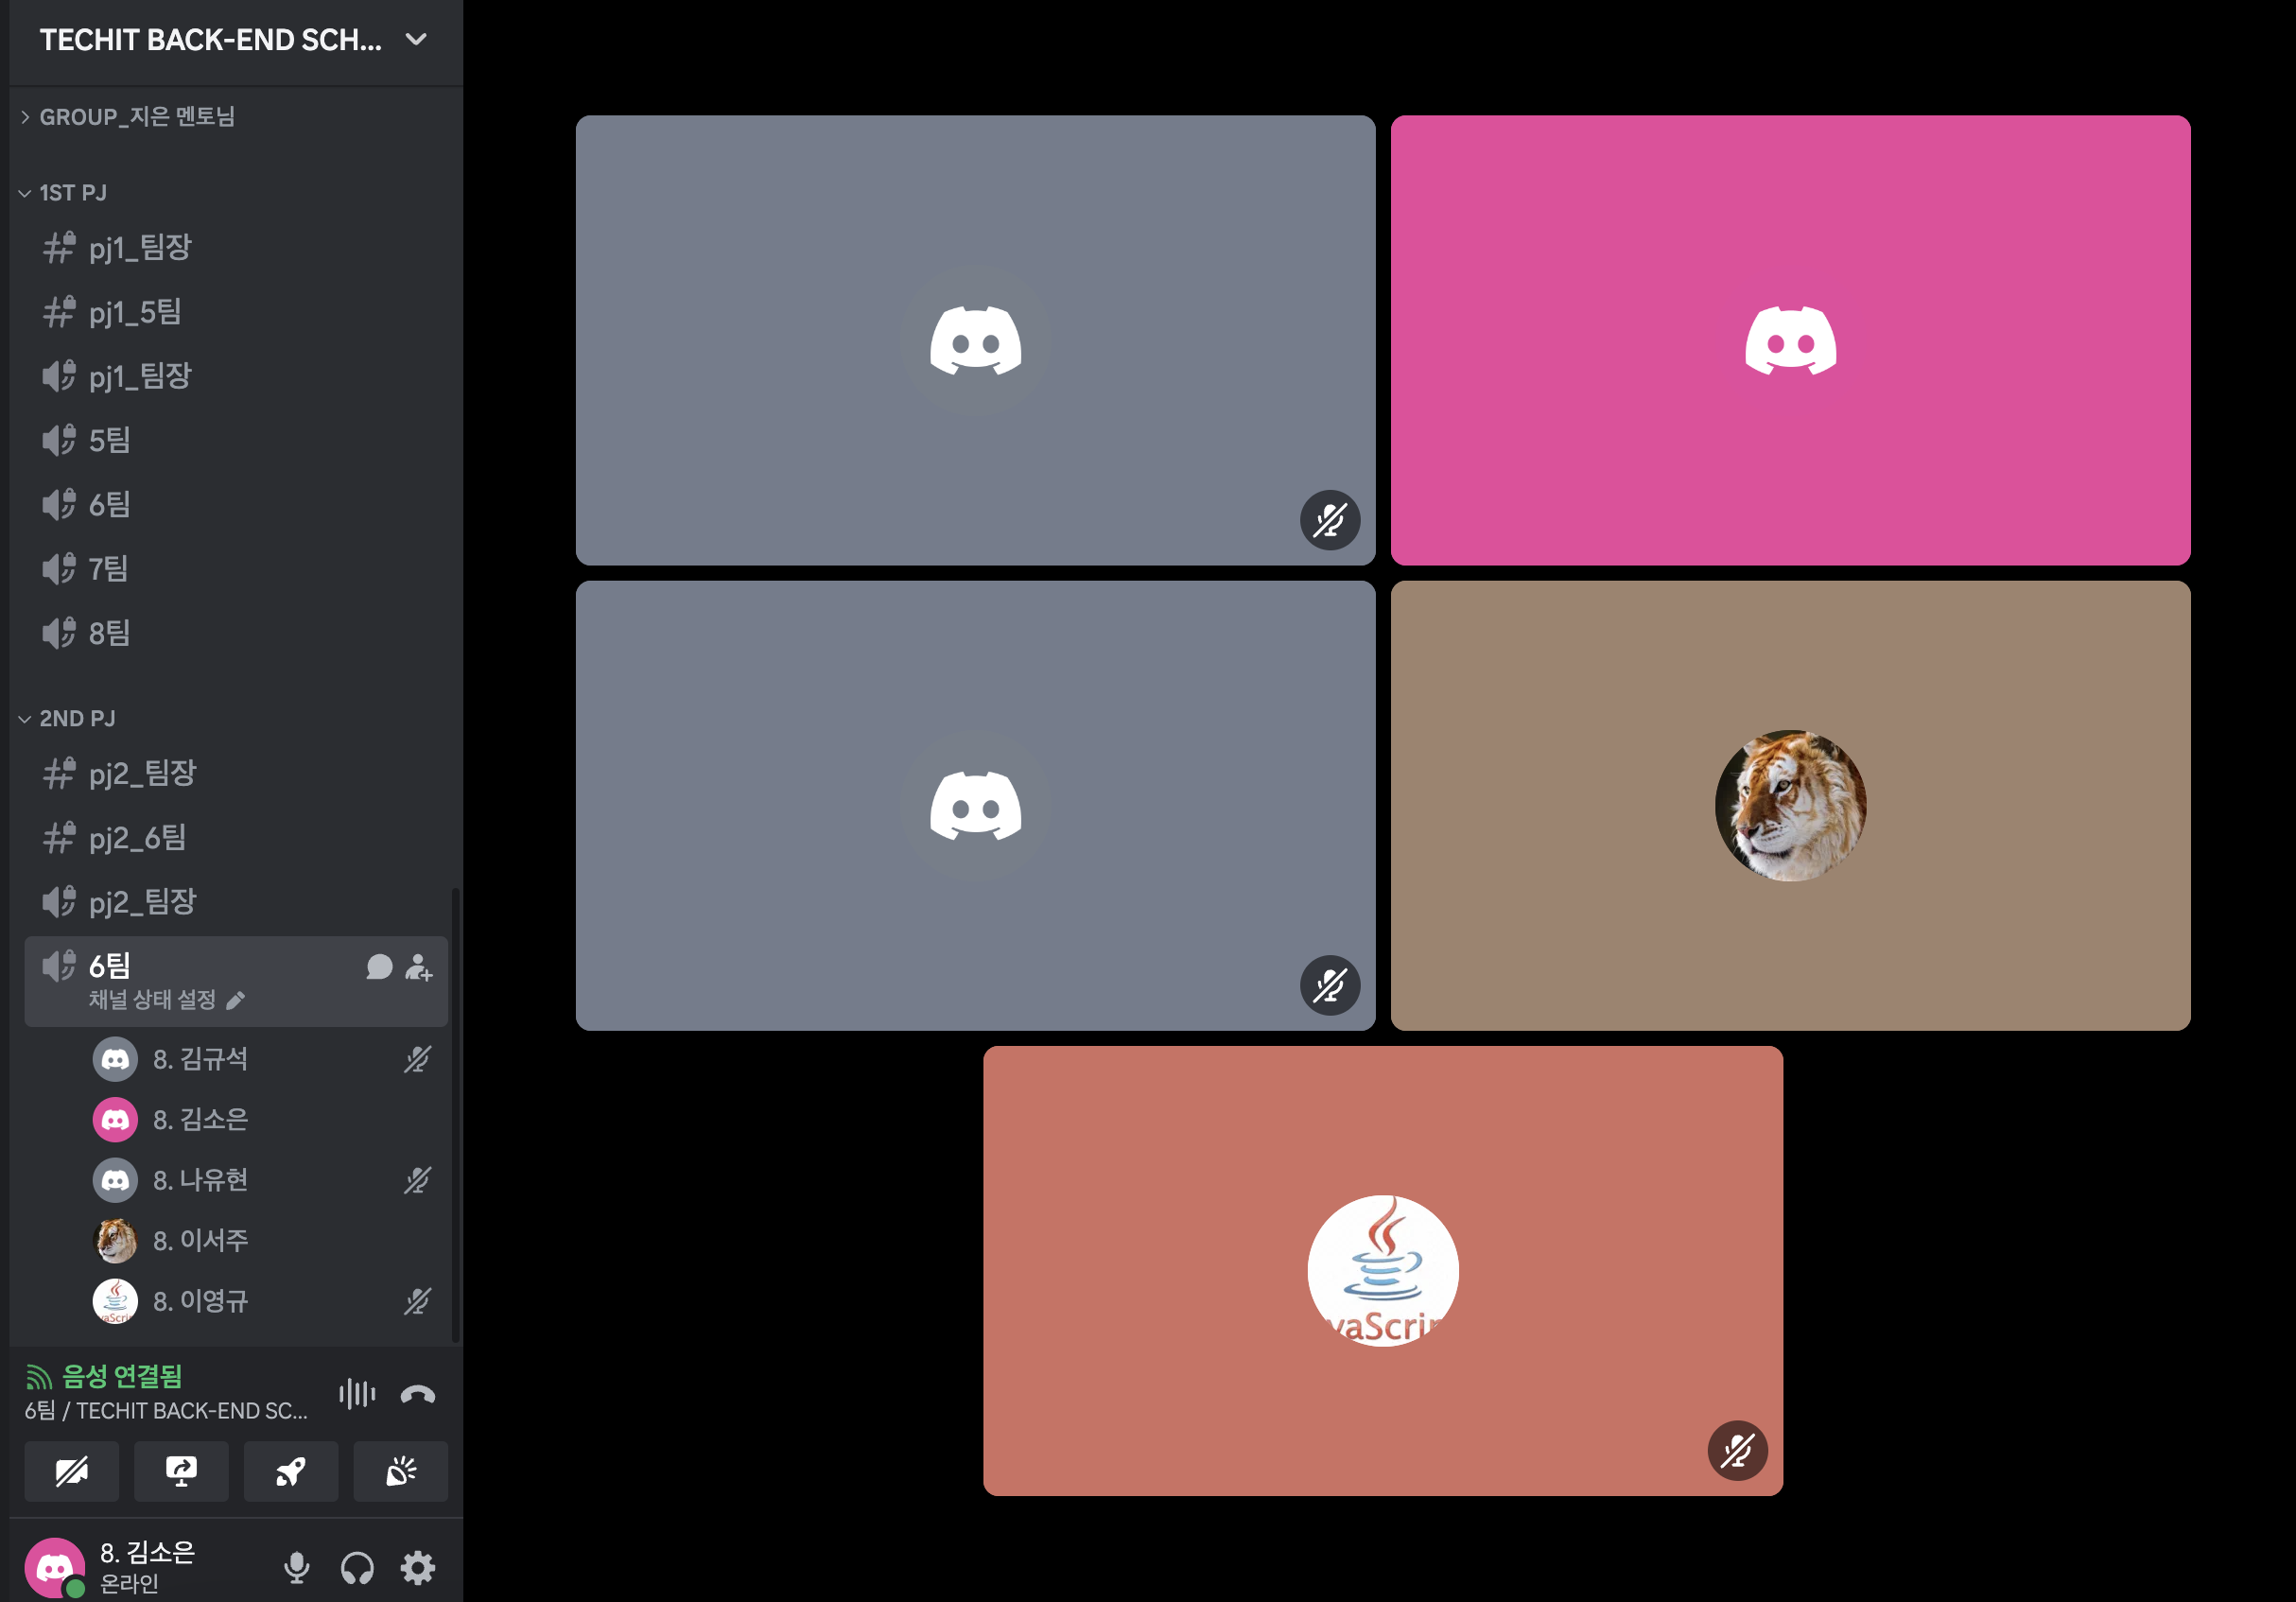 TECHIT BACK-END SCH...
GROUP_지은 멘토님
1ST PJ
pj1_팀장
pj1_5팀
pj1_팀장
5팀
6팀
7팀
8팀
2ND PJ
pj2_팀장
pj2_6팀
pj2_팀장
6팀
채널 상태 설정
8. 김규석
8. 김소은
8. 나유현
8. 이서주
8. 이영규
음성 연결됨
6팀 / TECHIT BACK-END SC...
8. 김소은
온라인
vaScrip